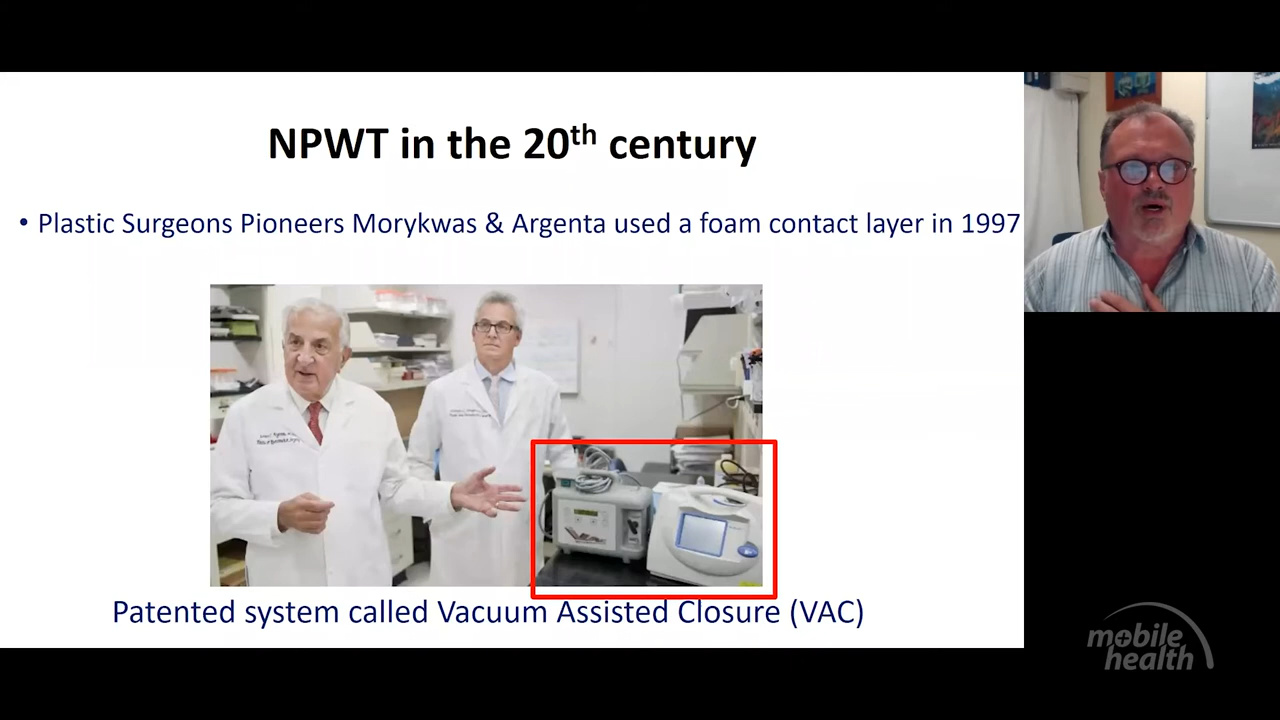 NPWT in the 20th century
• Plastic Surgeons Pioneers Morykwas & Argenta used a foam contact layer in 1997
Patented system called Vacuum Assisted Closure (VAC)
mobile
health